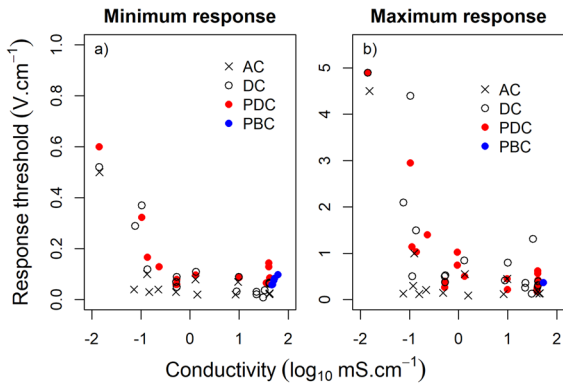 Minimum response
Maximum response
a)
AC
DC
PDC
PBC
b)
AC
DC
PDC
PBC
Response threshold (V.cm⁻¹)
1.0
0.8
0.6
0.4
0.2
0.0
5
4
3
2
1
0
-2 -1 0 1 2
-2 -1 0 1 2
Conductivity (log₁₀ mS.cm⁻¹)